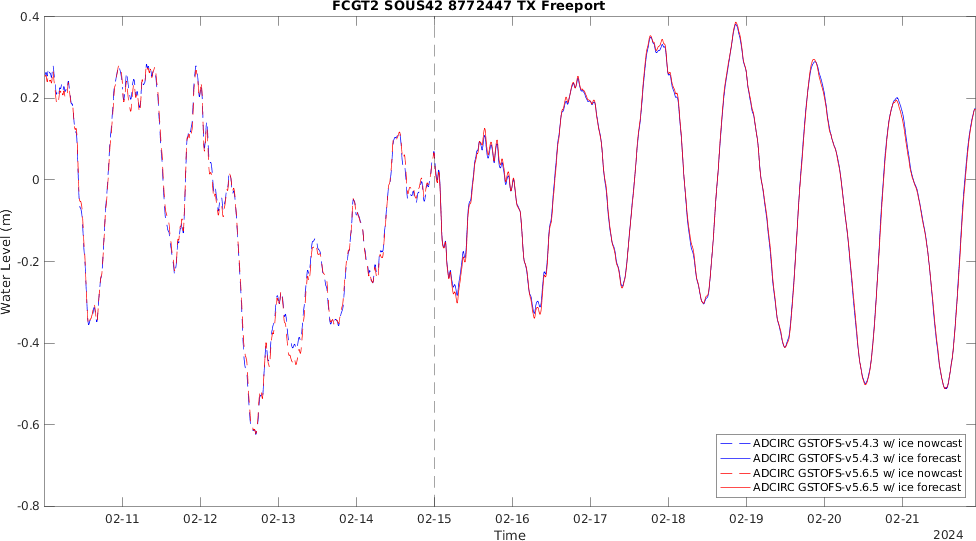 FCGT2 SOUS42 8772447 TX Freeport
Water Level (m)
0.4
0.2
0
-0.2
-0.4
-0.6
-0.8
02-11 02-12 02-13 02-14 02-15 02-16 02-17 02-18 02-19 02-20 02-21
Time
2024
ADCIRC GSTOFS-v5.4.3 w/ ice nowcast
ADCIRC GSTOFS-v5.4.3 w/ ice forecast
ADCIRC GSTOFS-v5.6.5 w/ ice nowcast
ADCIRC GSTOFS-v5.6.5 w/ ice forecast